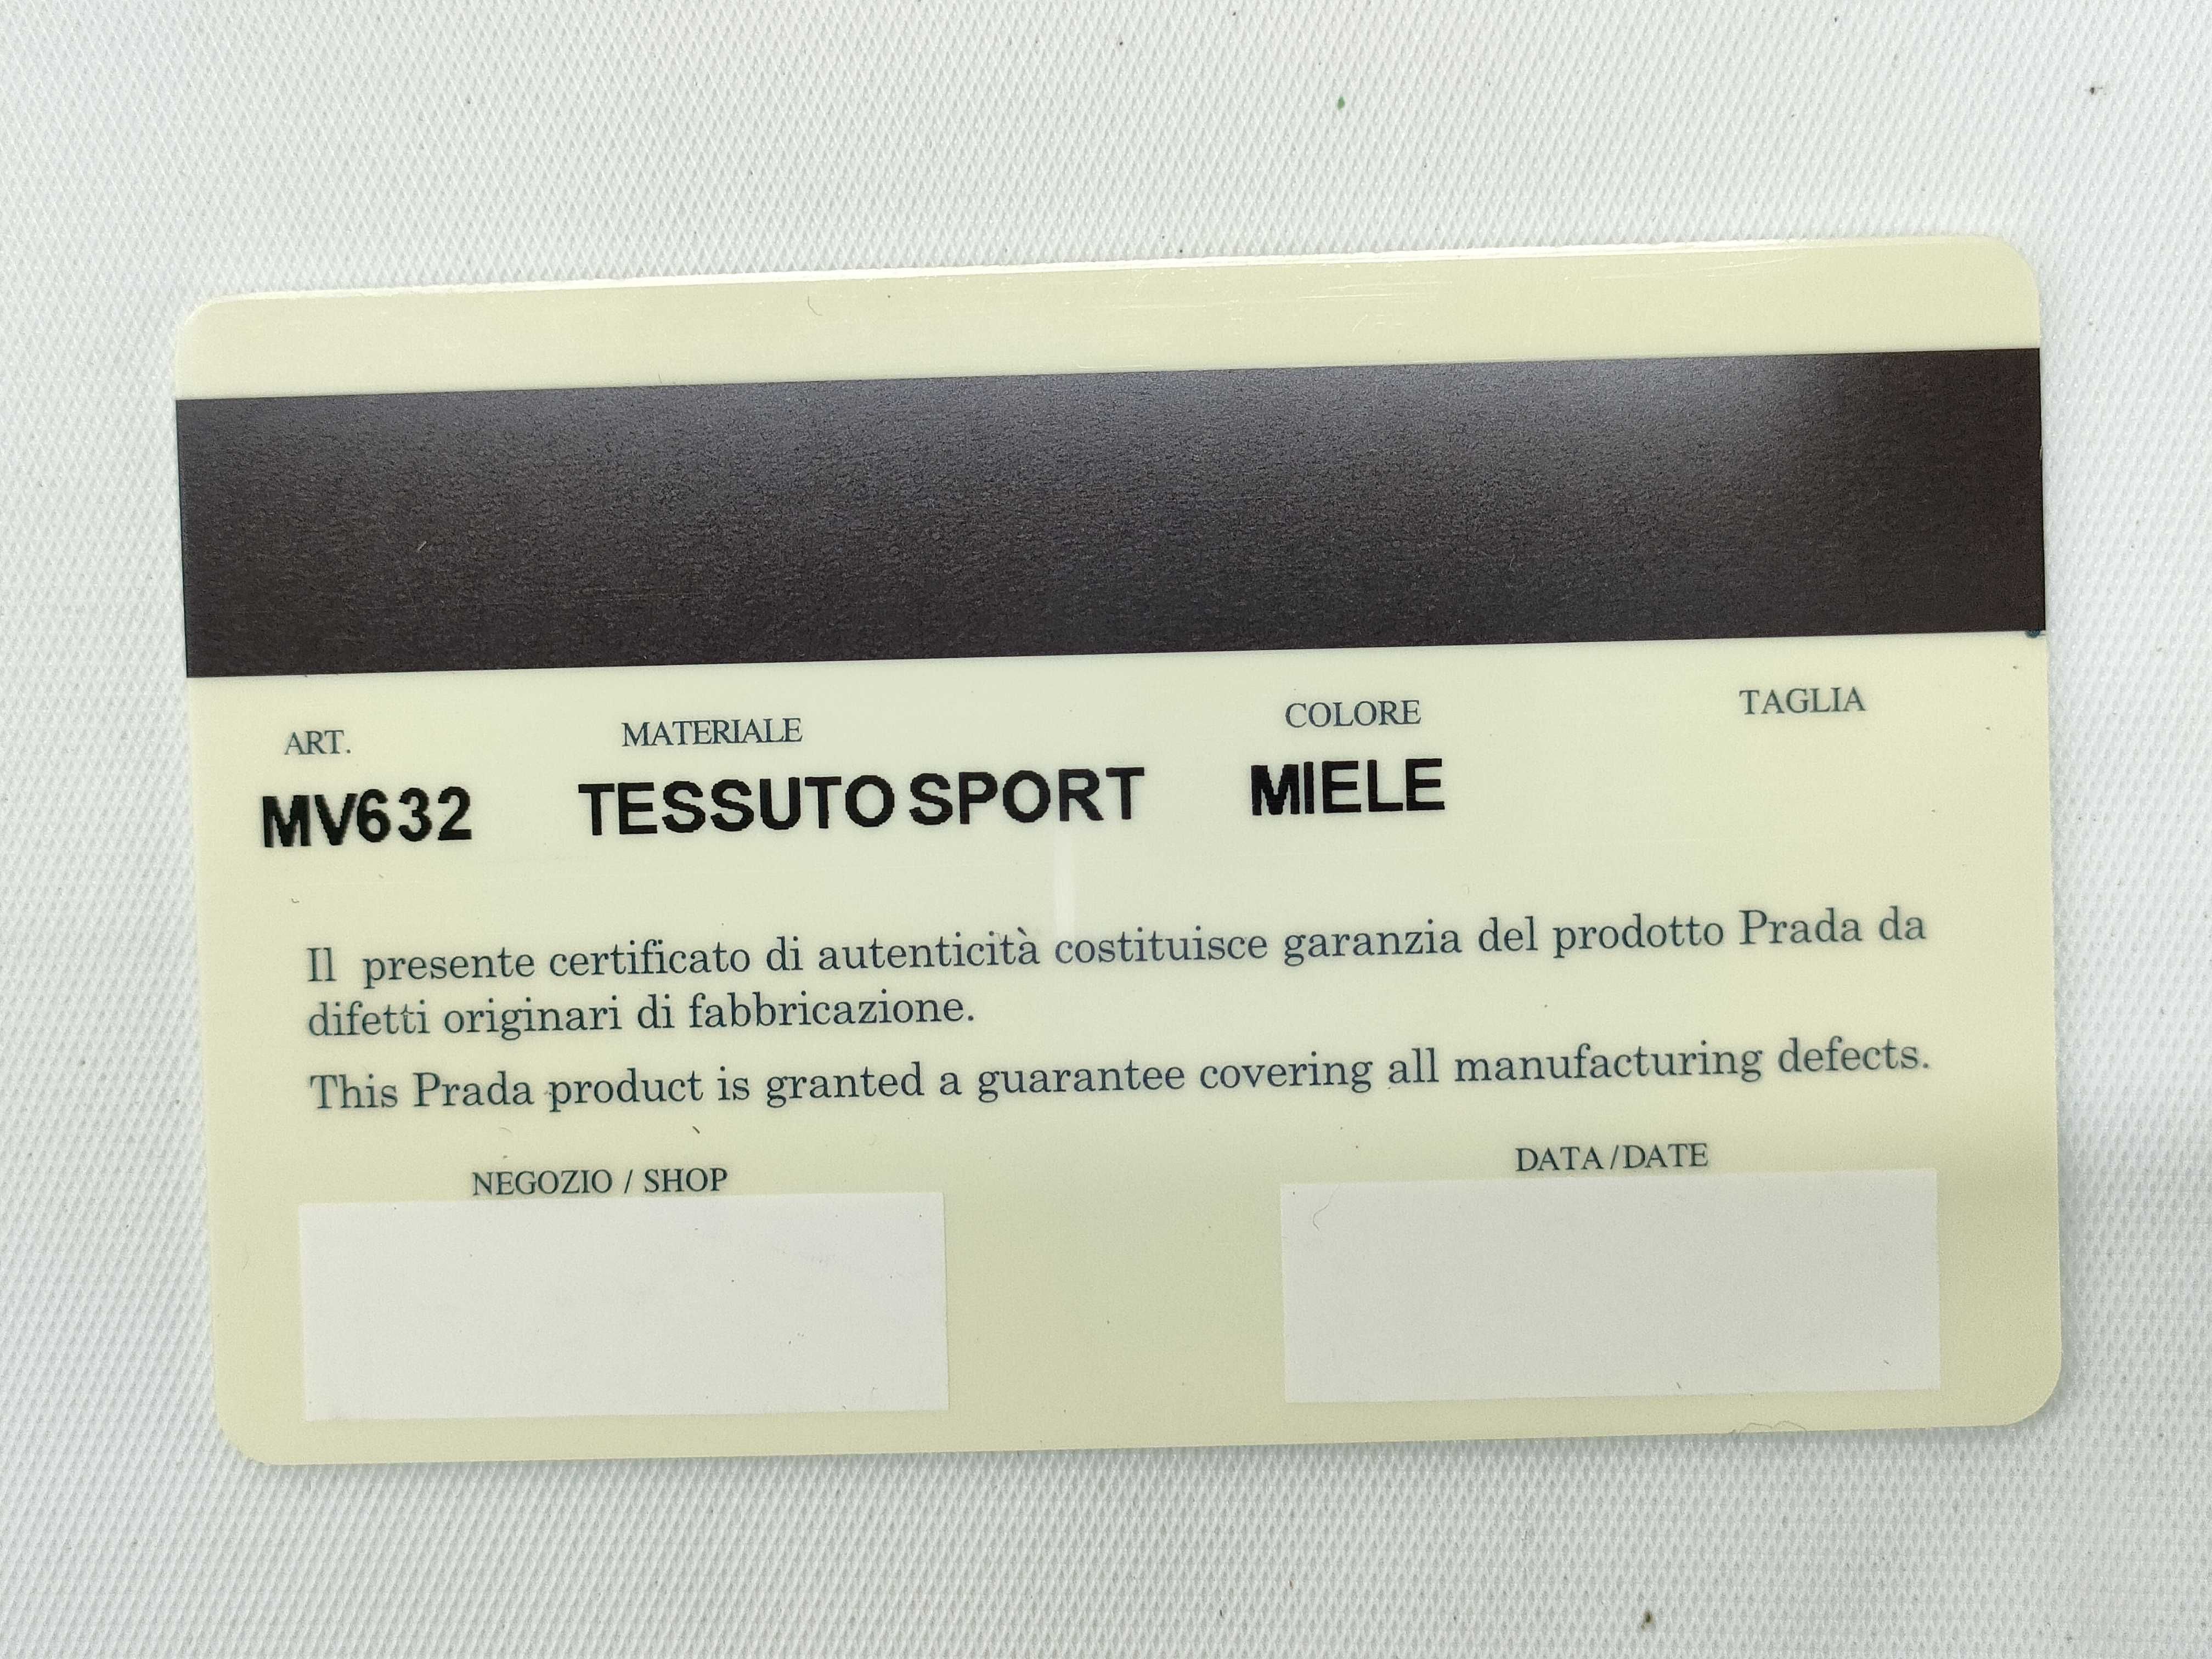 ART. MATERIALE COLORE TAGLIA
MV632 TESSUTO SPORT MIELE
Il presente certificato di autenticità costituisce garanzia del prodotto Prada da
difetti originari di fabbricazione.
This Prada product is granted a guarantee covering all manufacturing defects.
NEGOZIO / SHOP DATA / DATE